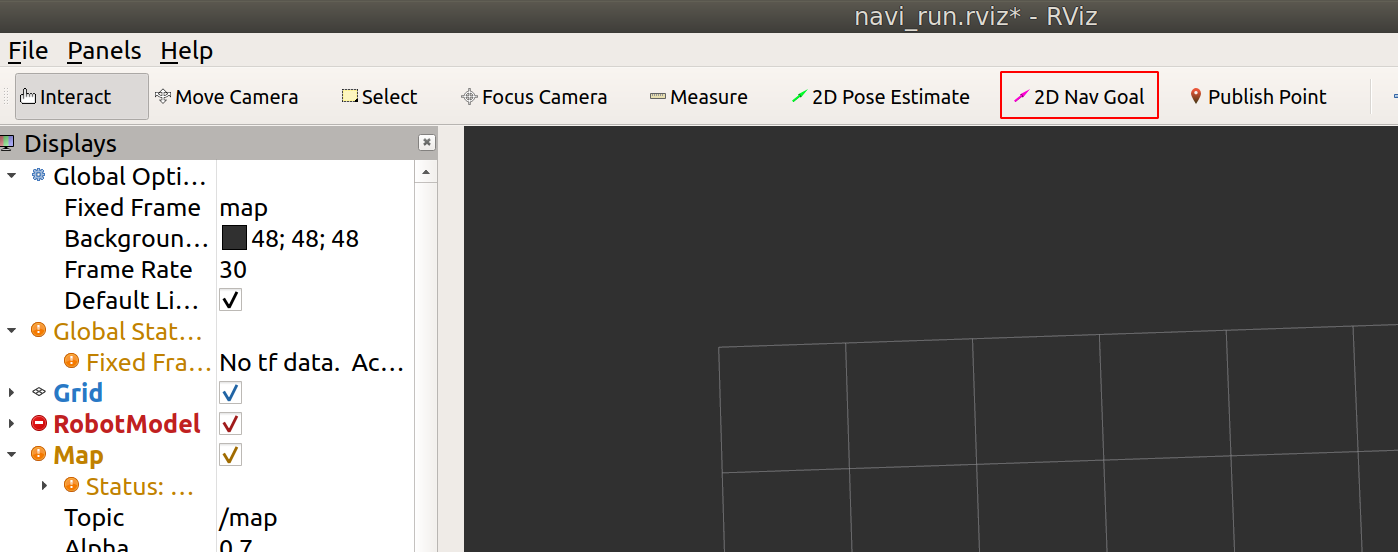 navi_run.rviz* - RViz
File Panels Help
Interact Move Camera Select Focus Camera Measure 2D Pose Estimate 2D Nav Goal Publish Point
Displays
Global Opti...
Fixed Frame map
Backgroun... 48; 48; 48
Frame Rate 30
Default Li...
Global Stat...
Fixed Fra... No tf data. Ac...
Grid
RobotModel
Map
Status: ...
Topic /map
Alpha 0.7